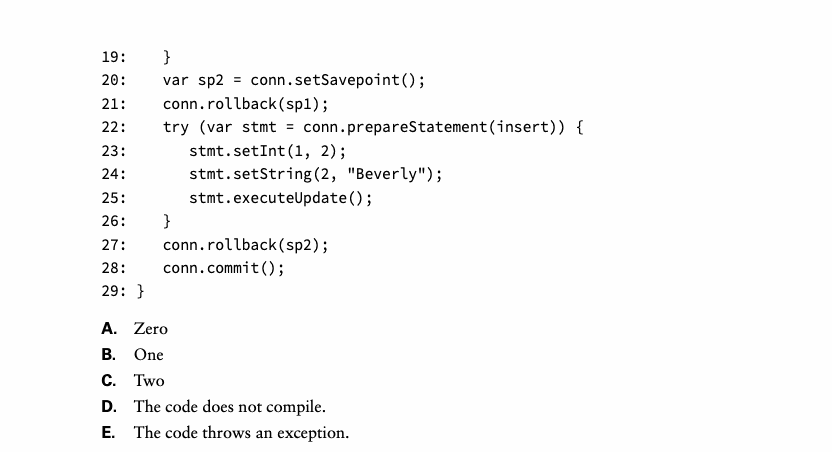 19:    }
20:    var sp2 = conn.setSavepoint();
21:    conn.rollback(sp1);
22:    try (var stmt = conn.prepareStatement(insert)) {
23:       stmt.setInt(1, 2);
24:       stmt.setString(2, "Beverly");
25:       stmt.executeUpdate();
26:    }
27:    conn.rollback(sp2);
28:    conn.commit();
29: }
A. Zero
B. One
C. Two
D. The code does not compile.
E. The code throws an exception.